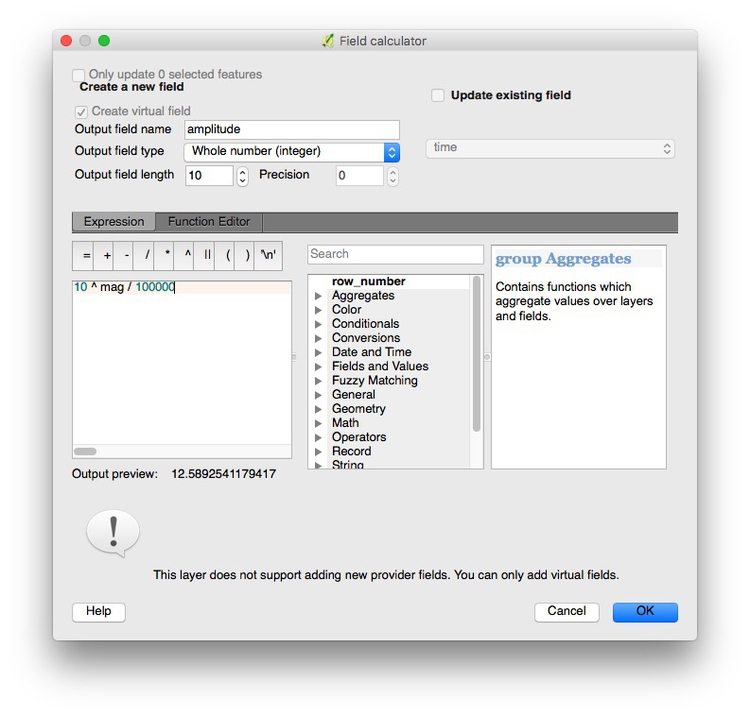 Field calculator
Only update 0 selected features
Create a new field
Update existing field
Create virtual field
Output field name amplitude
Output field type Whole number (integer)
time
Output field length 10 Precision 0
Expression Function Editor
= + - / * ^ || ( ) '\n'
Search
group Aggregates
10 ^ mag / 100000
row_number
Contains functions which
Aggregates
aggregate values over layers
Color
and fields.
Conditionals
Conversions
Date and Time
Fields and Values
Fuzzy Matching
General
Geometry
Math
Operators
Record
String
Output preview: 12.5892541179417
This layer does not support adding new provider fields. You can only add virtual fields.
Help Cancel OK